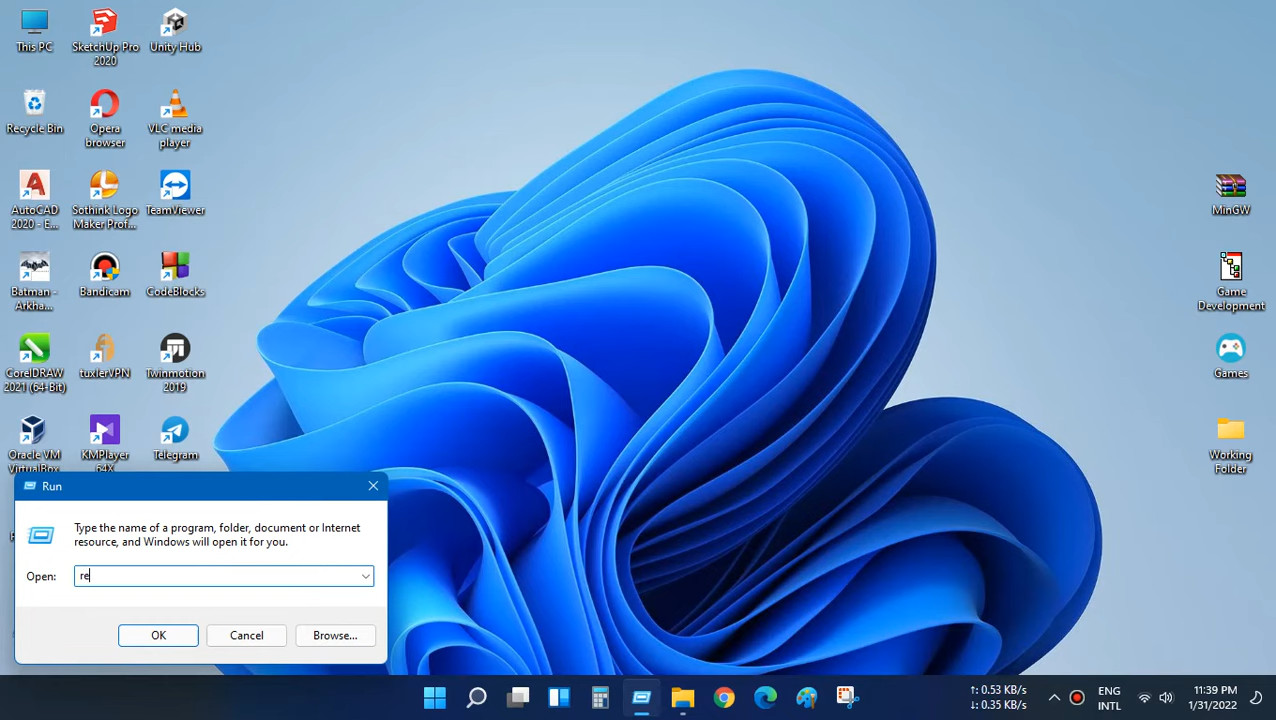 This PC
SketchUp Pro
2020
Unity Hub
Recycle Bin
Opera
browser
VLC media
player
AutoCAD
2020 - E...
Sothink Logo
Maker Prof...
TeamViewer
Batman -
Arkha...
Bandicam
CodeBlocks
CorelDRAW
2021 (64-Bit)
tuxlerVPN
Twinmotion
2019
Oracle VM
VirtualBox
KMPlayer
64X
Telegram
MinGW
Game
Development
Games
Working
Folder
Run
Type the name of a program, folder, document or Internet
resource, and Windows will open it for you.
Open:
re
OK
Cancel
Browse...
↑: 0.53 KB/s
↓: 0.35 KB/s
ENG
INTL
11:39 PM
1/31/2022